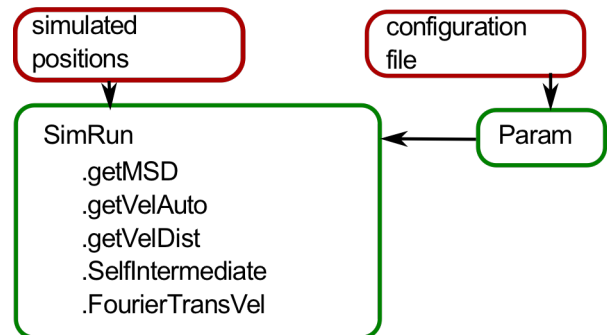 simulated
positions
configuration
file
SimRun
Param
.getMSD
.getVelAuto
.getVelDist
.SelfIntermediate
.FourierTransVel